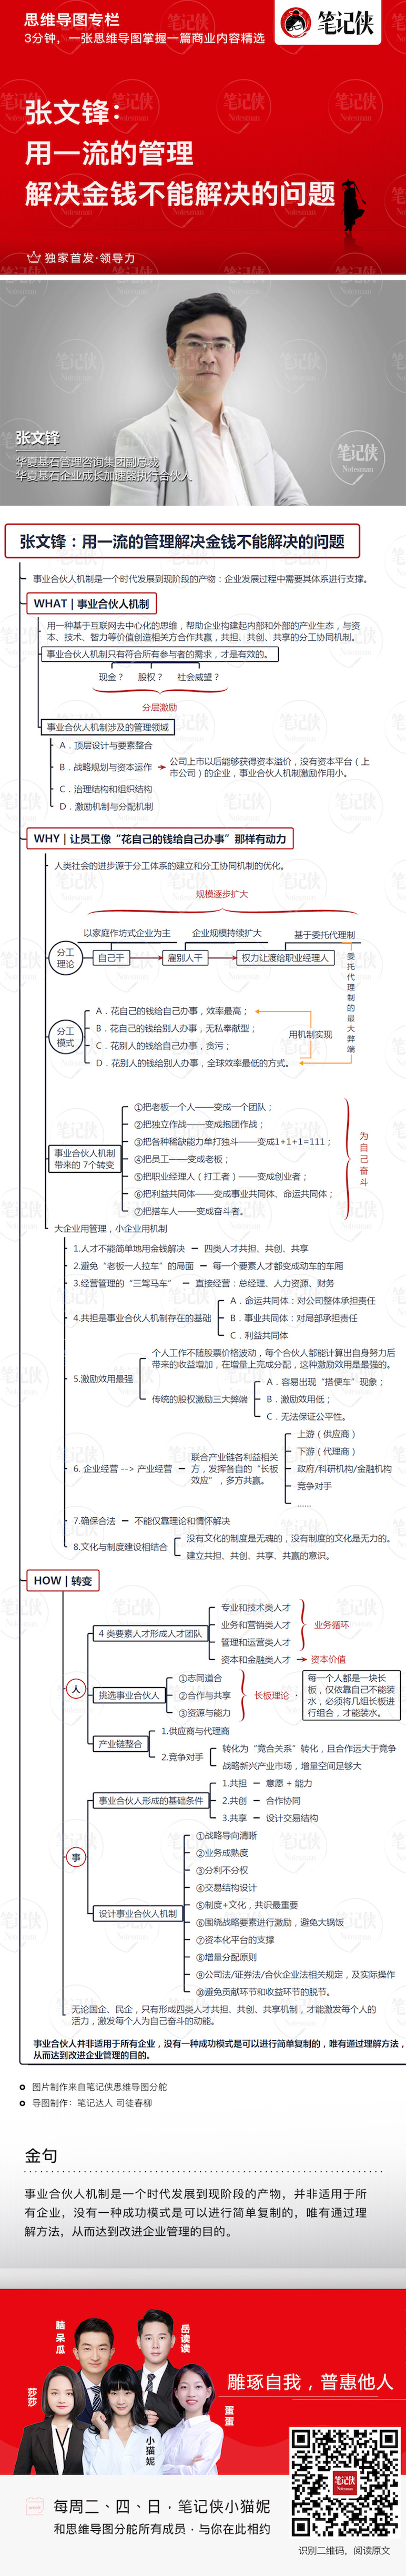 思维导图专栏
3分钟，一张思维导图掌握一篇商业内容精选
笔记侠
张文锋：
用一流的管理
解决金钱不能解决的问题
独家首发·领导力
张文锋
华夏基石管理咨询集团副总裁
华夏基石企业成长加速器执行合伙人
笔记侠
Notesman
张文锋：用一流的管理解决金钱不能解决的问题
事业合伙人机制是一个时代发展到现阶段的产物：企业发展过程中需要其体系进行支撑。
WHAT | 事业合伙人机制
用一种基于互联网去中心化的思维，帮助企业构建起内部和外部的产业生态，与资
本、技术、智力等价值创造相关方合作共赢，共担、共创、共享的分工协同机制。
事业合伙人机制只有符合所有参与者的需求，才是有效的。
现金？ 股权？ 社会威望？
分层激励
事业合伙人机制涉及的管理领域
A．顶层设计与要素整合
B．战略规划与资本运作
公司上市以后能够获得资本溢价，没有资本平台（上
市公司）的企业，事业合伙人机制激励作用小。
C．治理结构和组织结构
D．激励机制与分配机制
WHY | 让员工像“花自己的钱给自己办事”那样有动力
人类社会的进步源于分工体系的建立和分工协同机制的优化。
规模逐步扩大
以家庭作坊式企业为主 企业规模持续扩大 基于委托代理制
分工
理论
自己干 雇别人干 权力让渡给职业经理人
委托代理制的最大弊端
分工
模式
A．花自己的钱给自己办事，效率最高；
B．花自己的钱给别人办事，无私奉献型；
C．花别人的钱给自己办事，贪污；
D．花别人的钱给别人办事，全球效率最低的方式。
用机制实现
事业合伙人机制
带来的 7个转变
①把老板一个人——变成一个团队；
②把独立作战——变成抱团作战；
③把各种稀缺能力单打独斗——变成1+1+1=111；
④把员工——变成老板；
⑤把职业经理人（打工者）——变成创业者；
⑥把利益共同体——变成事业共同体、命运共同体；
⑦把搭车人——变成奋斗者。
为自己奋斗
大企业用管理，小企业用机制
1.人才不能简单地用金钱解决 — 四类人才共担、共创、共享
2.避免“老板一人拉车”的局面 — 每一个要素人才都变成动车的车厢
3.经营管理的“三驾马车” — 直接经营：总经理、人力资源、财务
4.共担是事业合伙人机制存在的基础
A．命运共同体：对公司整体承担责任
B．事业共同体：对局部承担责任
C．利益共同体
5.激励效用最强
个人工作不随股票价格波动，每个合伙人都能计算出自身努力后
带来的收益增加，在增量上完成分配，这种激励效用是最强的。
传统的股权激励三大弊端
A．容易出现“搭便车”现象；
B．激励效用低；
C．无法保证公平性。
6. 企业经营 --> 产业经营
联合产业链各利益相关
方，发挥各自的“长板
效应”，多方共赢。
上游（供应商）
下游（代理商）
政府/科研机构/金融机构
竞争对手
......
7.确保合法 — 不能仅靠理论和情怀解决
8.文化与制度建设相结合
没有文化的制度是无魂的，没有制度的文化是无力的。
建立共担、共创、共享、共赢的意识。
HOW | 转变
人
4 类要素人才形成人才团队
专业和技术类人才
业务和营销类人才
管理和运营类人才
业务循环
资本和金融类人才
资本价值
挑选事业合伙人
①志同道合
②合作与共享
③资源与能力
长板理论
每一个人都是一块长
板，仅依靠自己不能装
水，必须将几组长板进
行组合，才能装水。
产业链整合
1.供应商与代理商
2.竞争对手
转化为“竞合关系”转化，且合作远大于竞争
战略新兴产业市场，增量空间足够大
事
事业合伙人形成的基础条件
1.共担 — 意愿 + 能力
2.共创 — 合作协同
3.共享 — 设计交易结构
设计事业合伙人机制
①战略导向清晰
②业务成熟度
③分利不分权
④交易结构设计
⑤制度+文化，共识最重要
⑥围绕战略要素进行激励，避免大锅饭
⑦资本化平台的支撑
⑧增量分配原则
⑨公司法/证券法/合伙企业法相关规定，及实际操作
⑩避免贡献环节和收益环节的脱节。
无论国企、民企，只有形成四类人才共担、共创、共享机制，才能激发每个人的
活力，激发每个人为自己奋斗的动能。
事业合伙人并非适用于所有企业，没有一种成功模式是可以进行简单复制的，唯有通过理解方法，
从而达到改进企业管理的目的。
图片制作来自笔记侠思维导图分舵
导图制作：笔记达人 司徒春柳
金句
事业合伙人机制是一个时代发展到现阶段的产物，并非适用于所
有企业，没有一种成功模式是可以进行简单复制的，唯有通过理
解方法，从而达到改进企业管理的目的。
脑呆瓜
岳读读
莎莎
小猫妮
蛋蛋
雕琢自我，普惠他人
笔记侠
每周二、四、日·笔记侠小猫妮
和思维导图分舵所有成员·与你在此相约
识别二维码，阅读原文